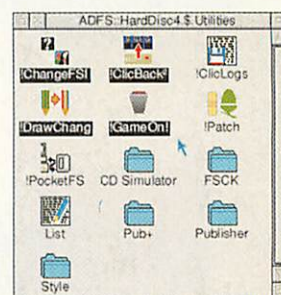 ADFS::HardDisc4.$.Utilities
!ChangeFSI !ClicBack !ClicLogs
!DrawChang !GameOn! !Patch
!PocketFS CD Simulator FSCK
List Pub+ Publisher
Style